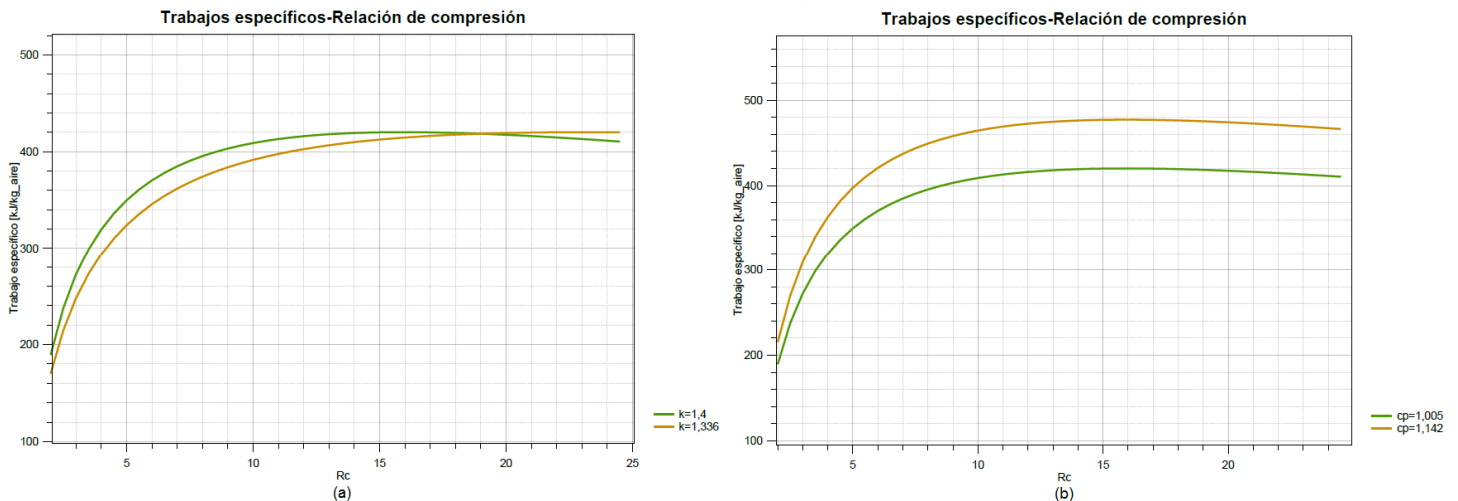 Trabajos específicos-Relación de compresión
Trabajo específico [kJ/kg_aire]
500
400
300
200
100
5
10
15
20
25
Rc
k=1,4
k=1,336
(a)
Trabajos específicos-Relación de compresión
Trabajo específico [kJ/kg_aire]
500
400
300
200
100
5
10
15
20
Rc
cp=1,005
cp=1,142
(b)